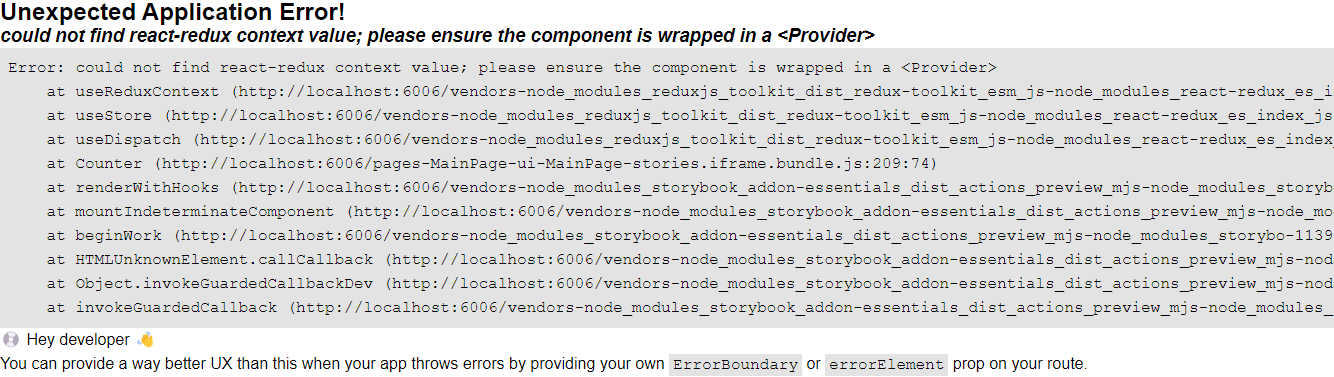 Unexpected Application Error!
could not find react-redux context value; please ensure the component is wrapped in a <Provider>
Error: could not find react-redux context value; please ensure the component is wrapped in a <Provider>
at useReduxContext (http://localhost:6006/vendors-node_modules_reduxjs_toolkit_dist_redux-toolkit_esm_js-node_modules_react-redux_es_i
at useStore (http://localhost:6006/vendors-node_modules_reduxjs_toolkit_dist_redux-toolkit_esm_js-node_modules_react-redux_es_index_js
at useDispatch (http://localhost:6006/vendors-node_modules_reduxjs_toolkit_dist_redux-toolkit_esm_js-node_modules_react-redux_es_index
at Counter (http://localhost:6006/pages-MainPage-ui-MainPage-stories.iframe.bundle.js:209:74)
at renderWithHooks (http://localhost:6006/vendors-node_modules_storybook_addon-essentials_dist_actions_preview_mjs-node_modules_storyb
at mountIndeterminateComponent (http://localhost:6006/vendors-node_modules_storybook_addon-essentials_dist_actions_preview_mjs-node_mo
at beginWork (http://localhost:6006/vendors-node_modules_storybook_addon-essentials_dist_actions_preview_mjs-node_modules_storybo-1139
at HTMLUnknownElement.callCallback (http://localhost:6006/vendors-node_modules_storybook_addon-essentials_dist_actions_preview_mjs-nod
at Object.invokeGuardedCallbackDev (http://localhost:6006/vendors-node_modules_storybook_addon-essentials_dist_actions_preview_mjs-nod
at invokeGuardedCallback (http://localhost:6006/vendors-node_modules_storybook_addon-essentials_dist_actions_preview_mjs-node_modules_
💿 Hey developer 👋
You can provide a way better UX than this when your app throws errors by providing your own ErrorBoundary or errorElement prop on your route.